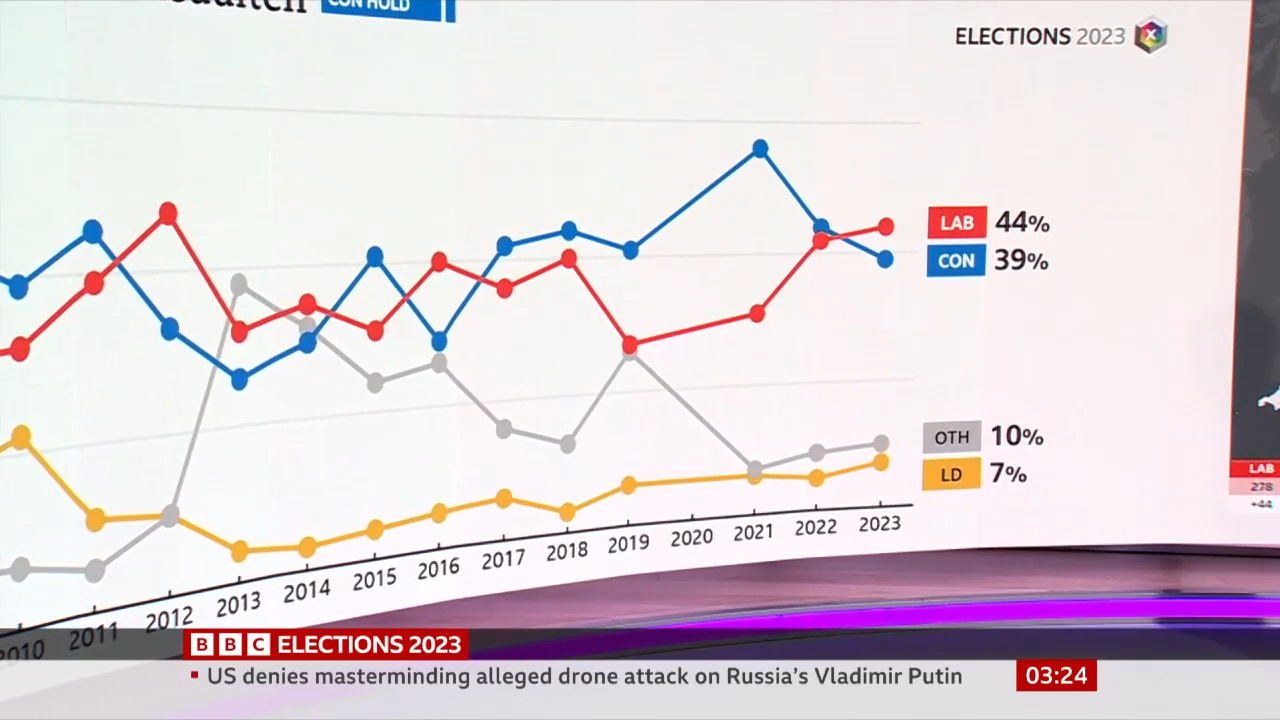 CON HOLD
ELECTIONS 2023
LAB 44%
CON 39%
OTH 10%
LD 7%
2011 2012 2013 2014 2015 2016 2017 2018 2019 2020 2021 2022 2023
LAB
278
+44
BBC ELECTIONS 2023
US denies masterminding alleged drone attack on Russia's Vladimir Putin
03:24